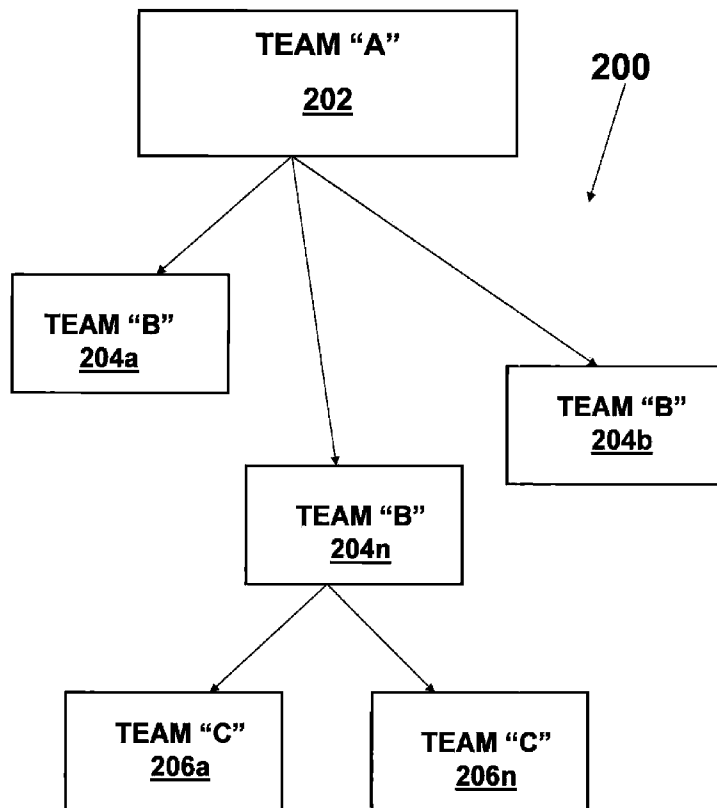 TEAM “A”
202
200
TEAM “B”
204a
TEAM “B”
204b
TEAM “B”
204n
TEAM “C”
206a
TEAM “C”
206n